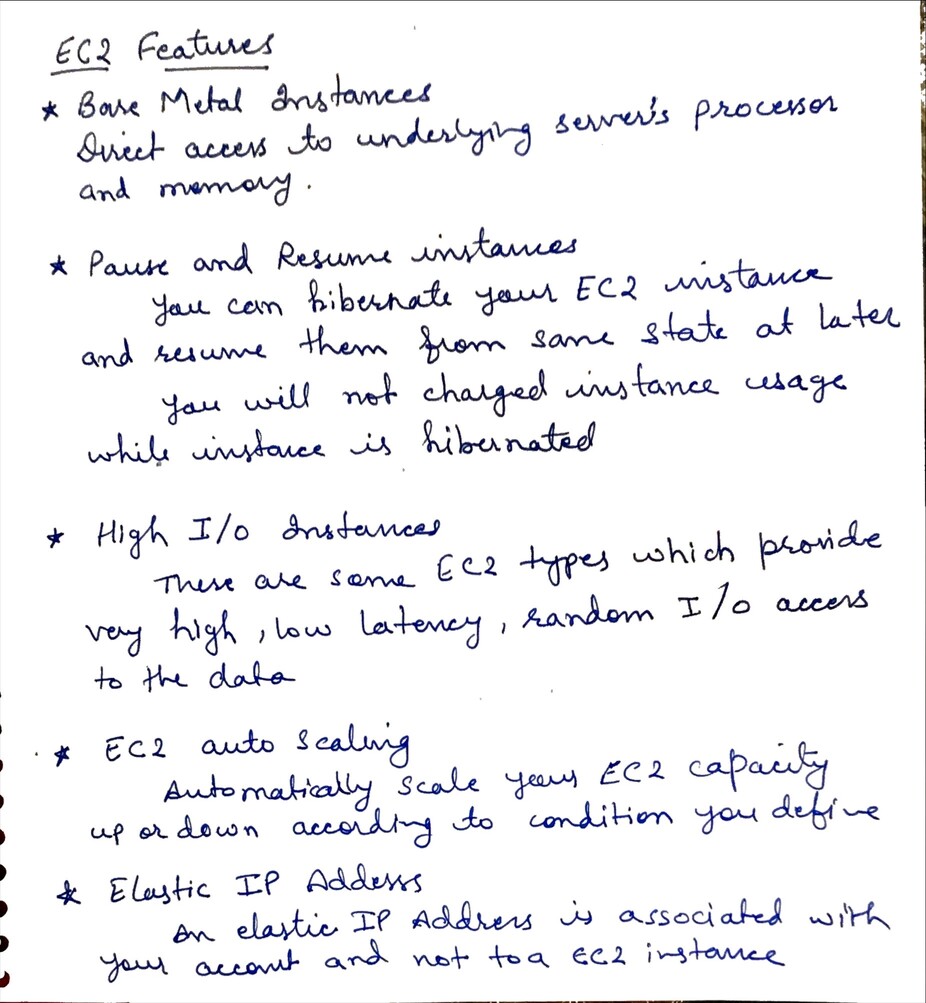 EC2 Features
* Bare Metal Instances
Direct access to underlying server's processor
and memory.
* Pause and Resume instances
You can hibernate your EC2 instance
and resume them from same state at later
You will not charged instance usage
while instance is hibernated
* High I/O Instances
There are some EC2 types which provide
very high, low latency, random I/O access
to the data
* EC2 auto scaling
Automatically scale your EC2 capacity
up or down according to condition you define
* Elastic IP Address
An elastic IP Address is associated with
your account and not to a EC2 instance